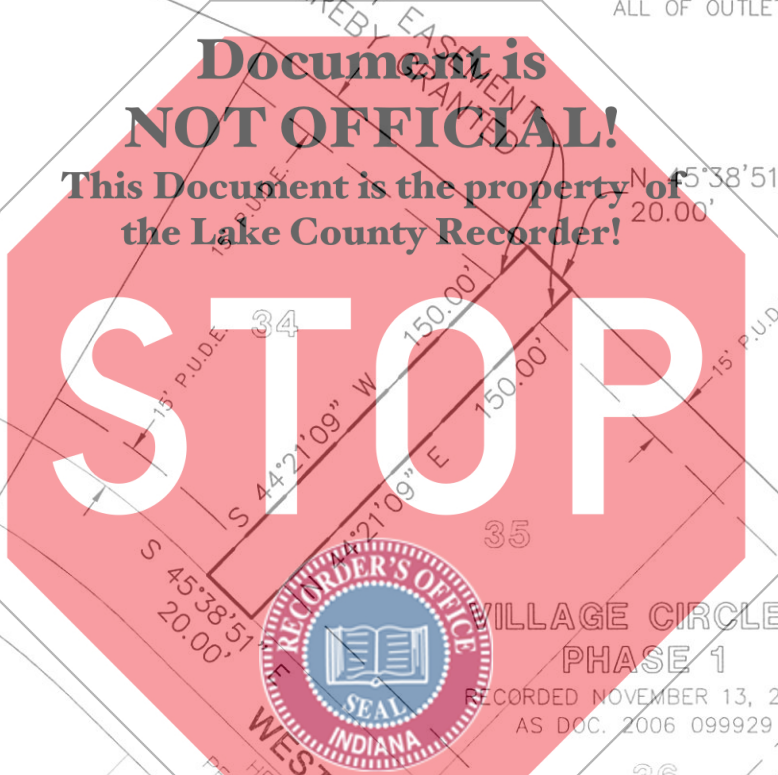 ALL OF OUTLE
EASEMENT
HEREBY GRANTED
Document is
NOT OFFICIAL!
This Document is the property of
the Lake County Recorder!
N 45°38'51
20.00'
15' P.U.D.E.
34
15' P.U.D.E.
15' P.U.D
STOP
S 44°21'09" W 150.00'
N 44°21'09" E 150.00'
35
S 45°38'51" E
20.00'
RECORDER'S OFFICE
SEAL
INDIANA
VILLAGE CIRCLE
PHASE 1
RECORDED NOVEMBER 13, 2
AS DOC. 2006 099929
WEST
36